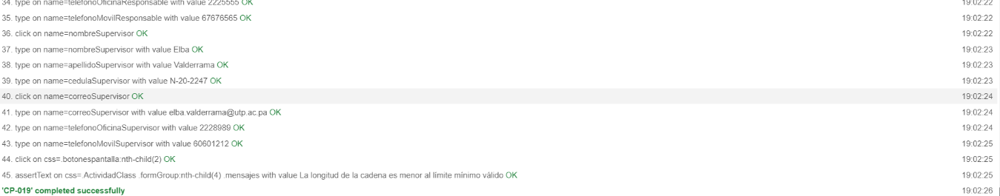 34. type on name=telefonoOficinaResponsable with value 2225555 OK 19:02:22
35. type on name=telefonoMovilResponsable with value 67676565 OK 19:02:22
36. click on name=nombreSupervisor OK 19:02:22
37. type on name=nombreSupervisor with value Elba OK 19:02:23
38. type on name=apellidoSupervisor with value Valderrama OK 19:02:23
39. type on name=cedulaSupervisor with value N-20-2247 OK 19:02:23
40. click on name=correoSupervisor OK 19:02:24
41. type on name=correoSupervisor with value elba.valderrama@utp.ac.pa OK 19:02:24
42. type on name=telefonoOficinaSupervisor with value 2228989 OK 19:02:24
43. type on name=telefonoMovilSupervisor with value 60601212 OK 19:02:25
44. click on css=.botonespantalla:nth-child(2) OK 19:02:25
45. assertText on css=.ActividadClass .formGroup:nth-child(4) .mensajes with value La longitud de la cadena es menor al límite mínimo válido OK 19:02:25
'CP-019' completed successfully 19:02:26